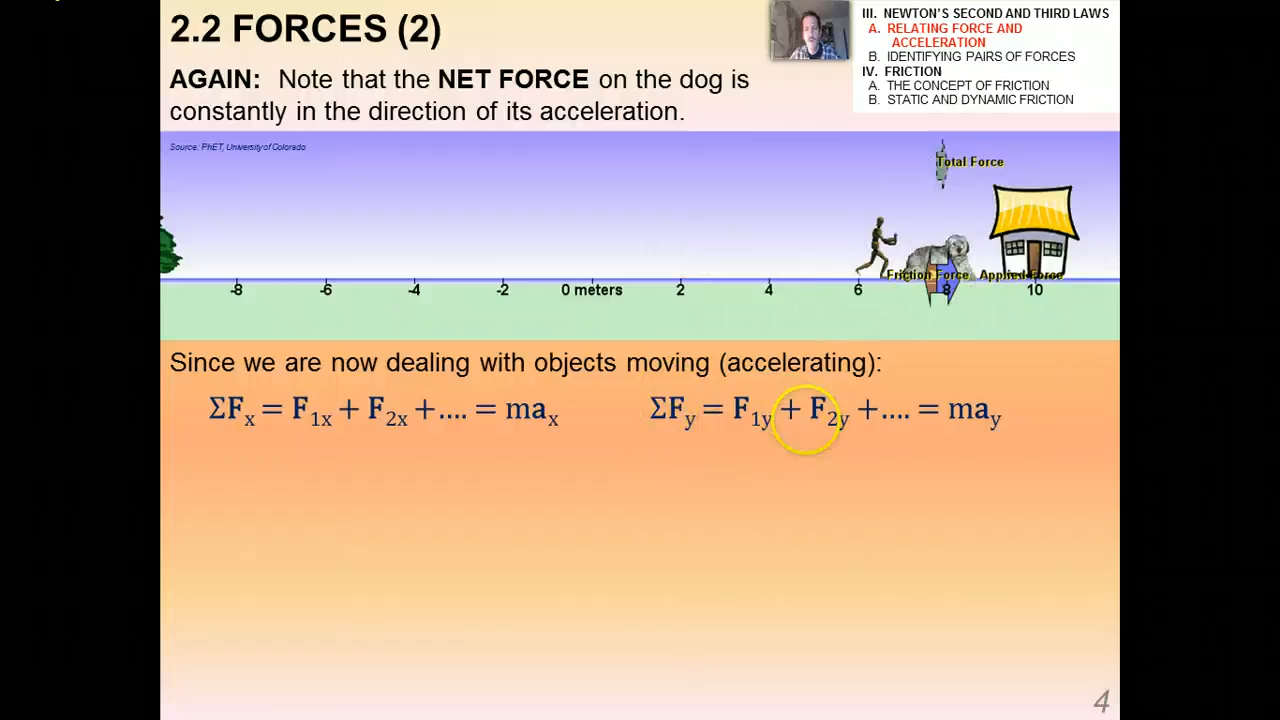 2.2 FORCES (2)
III. NEWTON'S SECOND AND THIRD LAWS
A. RELATING FORCE AND
ACCELERATION
B. IDENTIFYING PAIRS OF FORCES
IV. FRICTION
A. THE CONCEPT OF FRICTION
B. STATIC AND DYNAMIC FRICTION
AGAIN: Note that the NET FORCE on the dog is
constantly in the direction of its acceleration.
Source: PhET, University of Colorado
Total Force
Friction Force Applied Force
-8 -6 -4 -2 0 meters 2 4 6 8 10
Since we are now dealing with objects moving (accelerating):
ΣFx = F1x + F2x +.... = max ΣFy = F1y + F2y +.... = may
4